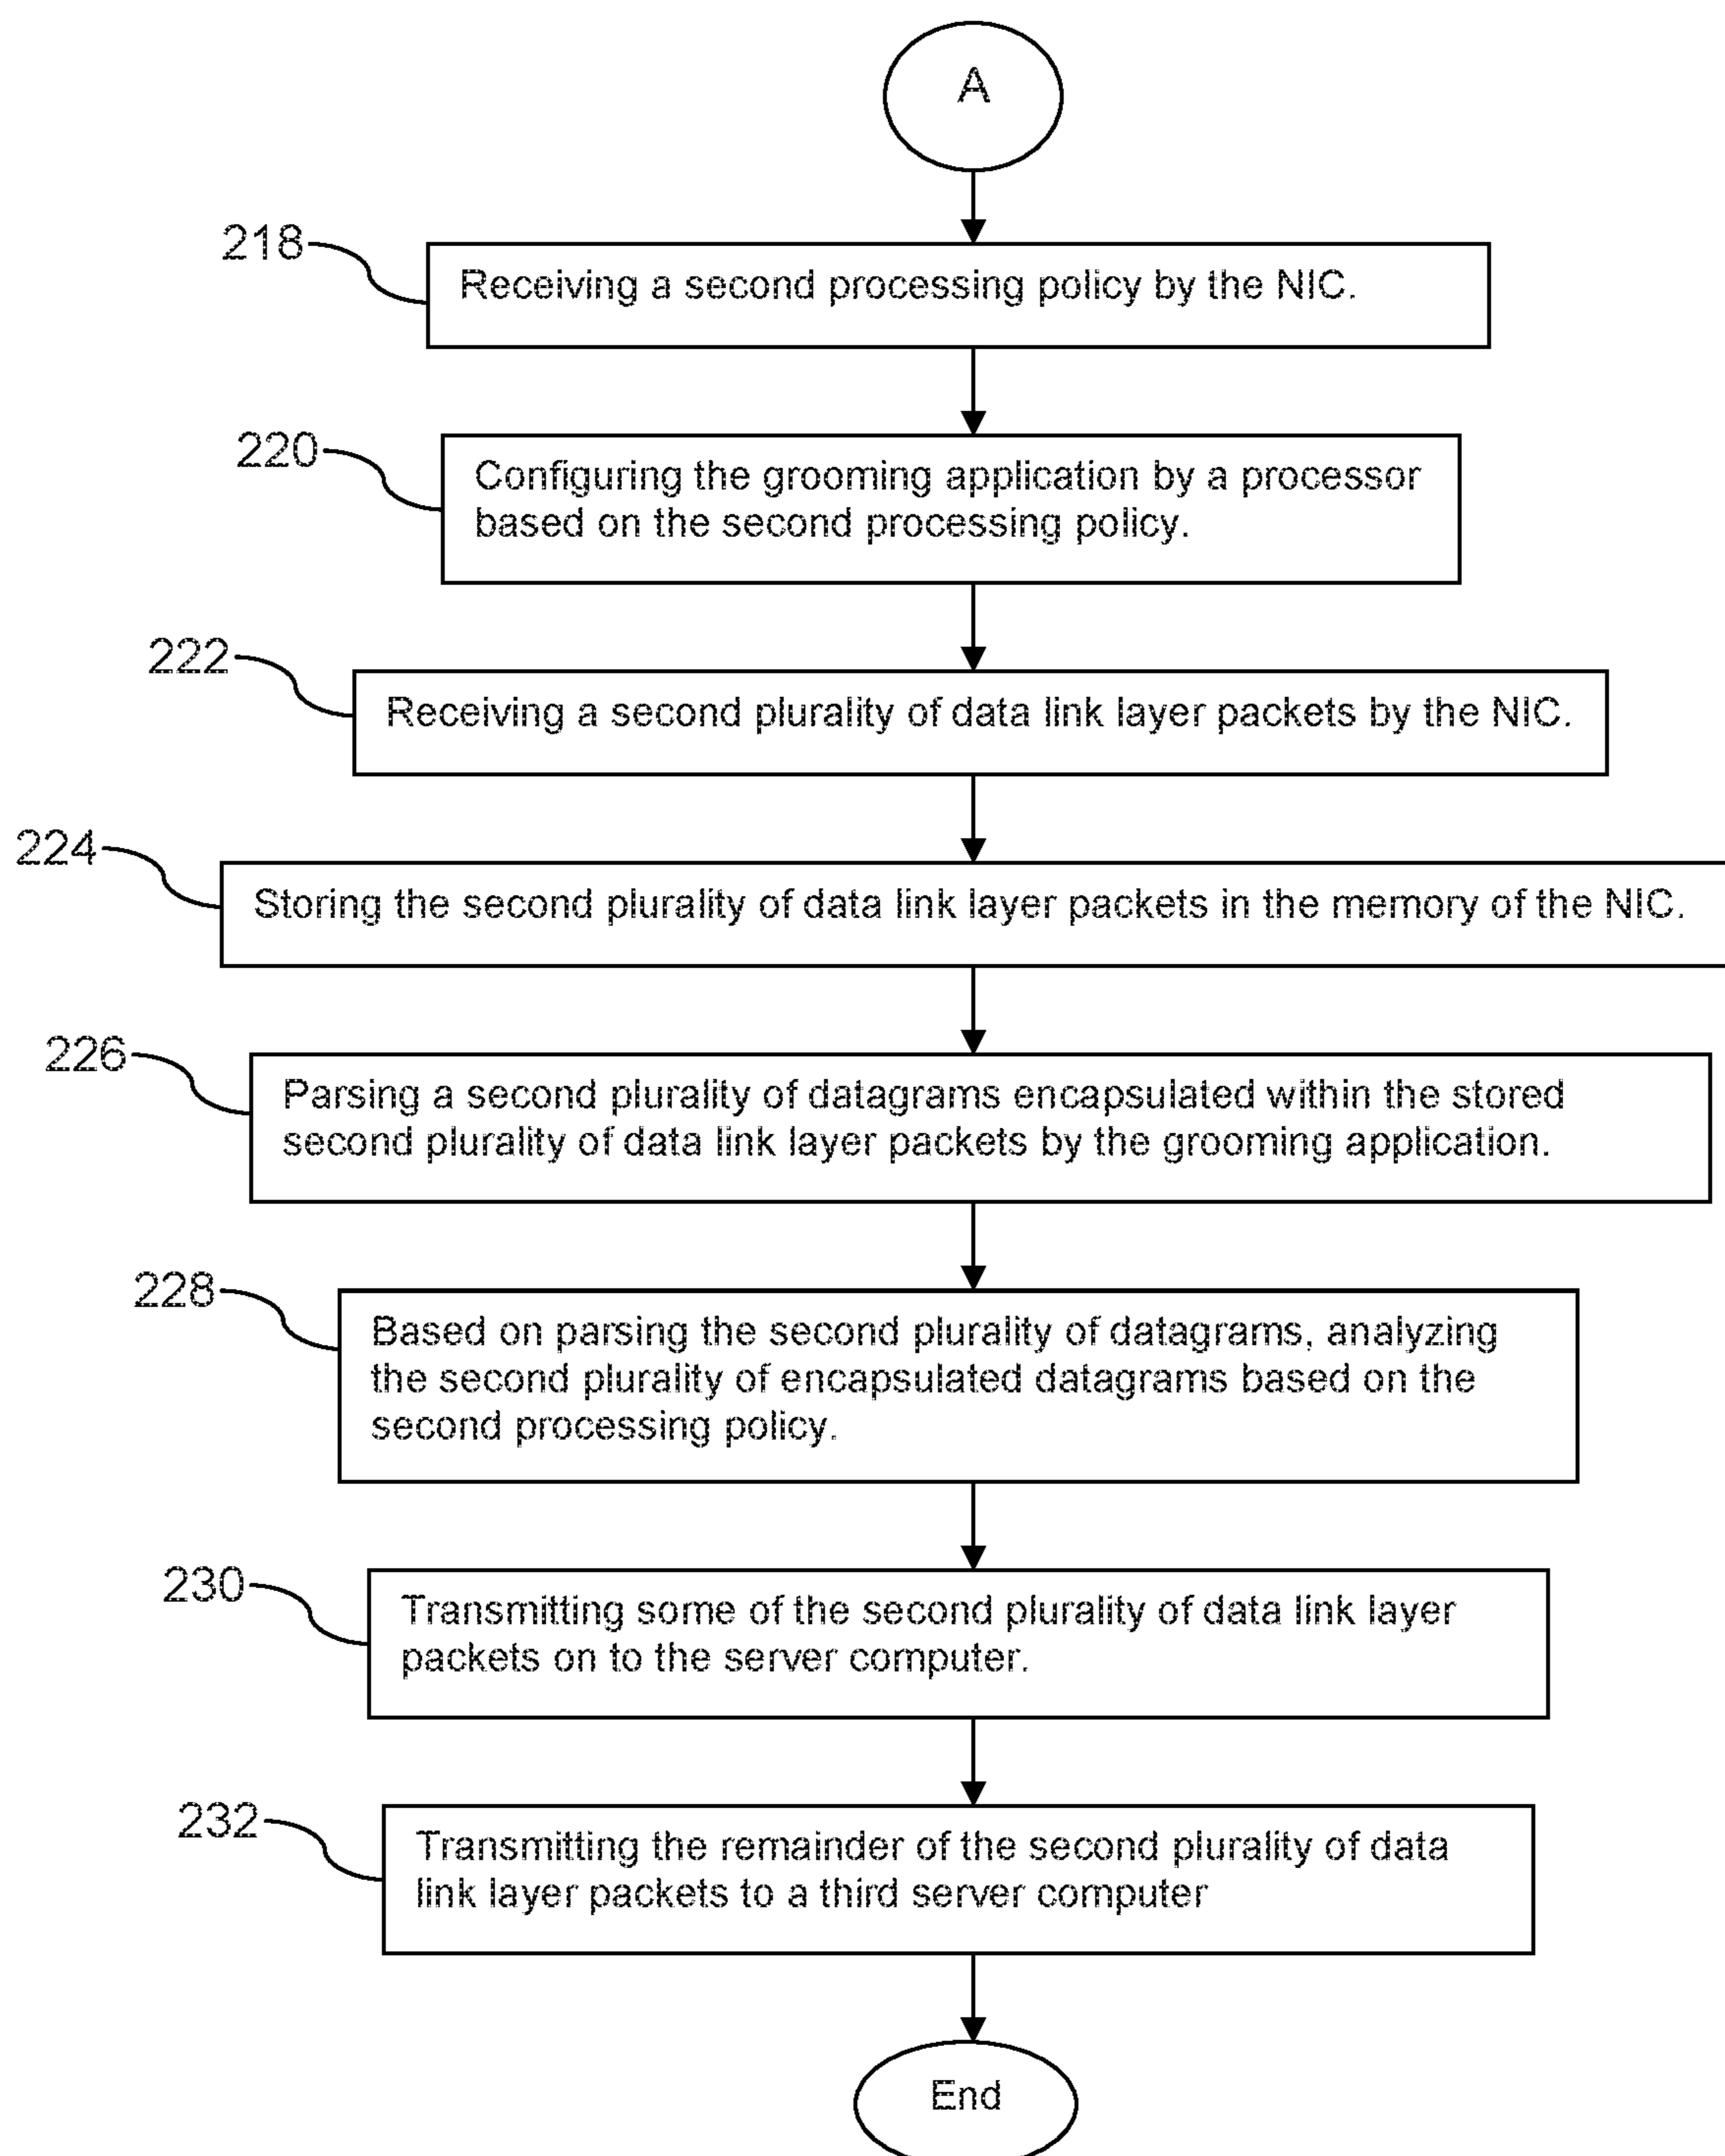 A
218
Receiving a second processing policy by the NIC.
220
Configuring the grooming application by a processor
based on the second processing policy.
222
Receiving a second plurality of data link layer packets by the NIC.
224
Storing the second plurality of data link layer packets in the memory of the NIC.
226
Parsing a second plurality of datagrams encapsulated within the stored
second plurality of data link layer packets by the grooming application.
228
Based on parsing the second plurality of datagrams, analyzing
the second plurality of encapsulated datagrams based on the
second processing policy.
230
Transmitting some of the second plurality of data link layer
packets on to the server computer.
232
Transmitting the remainder of the second plurality of data
link layer packets to a third server computer
End